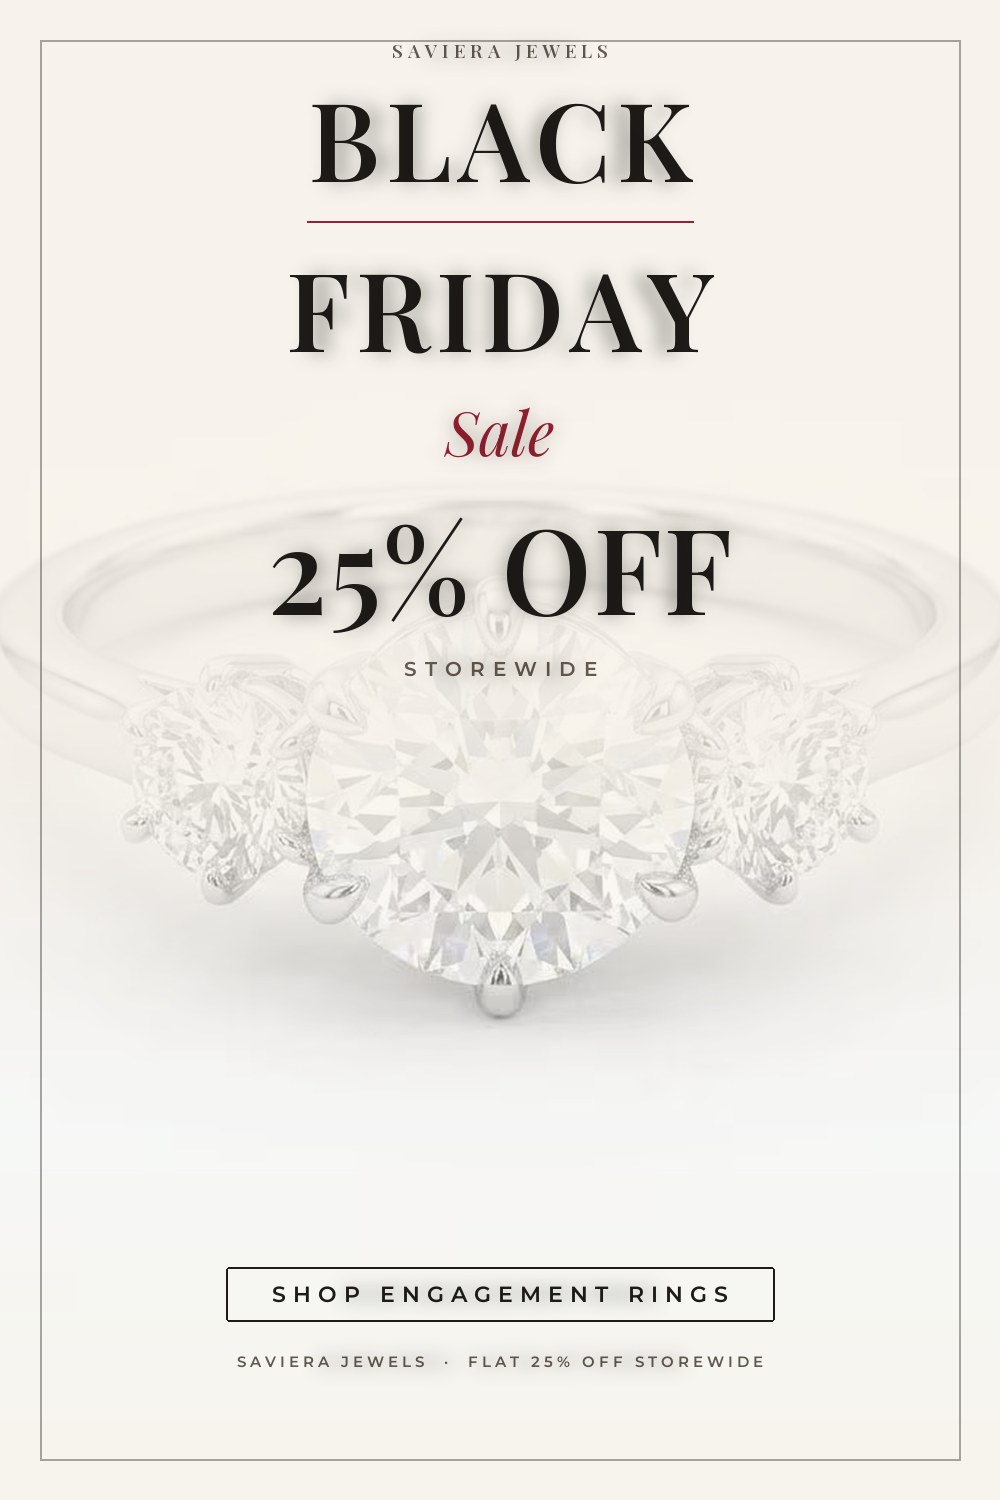 SAVIERA JEWELS
BLACK
FRIDAY
Sale
25% OFF
STOREWIDE
SHOP ENGAGEMENT RINGS
SAVIERA JEWELS · FLAT 25% OFF STOREWIDE